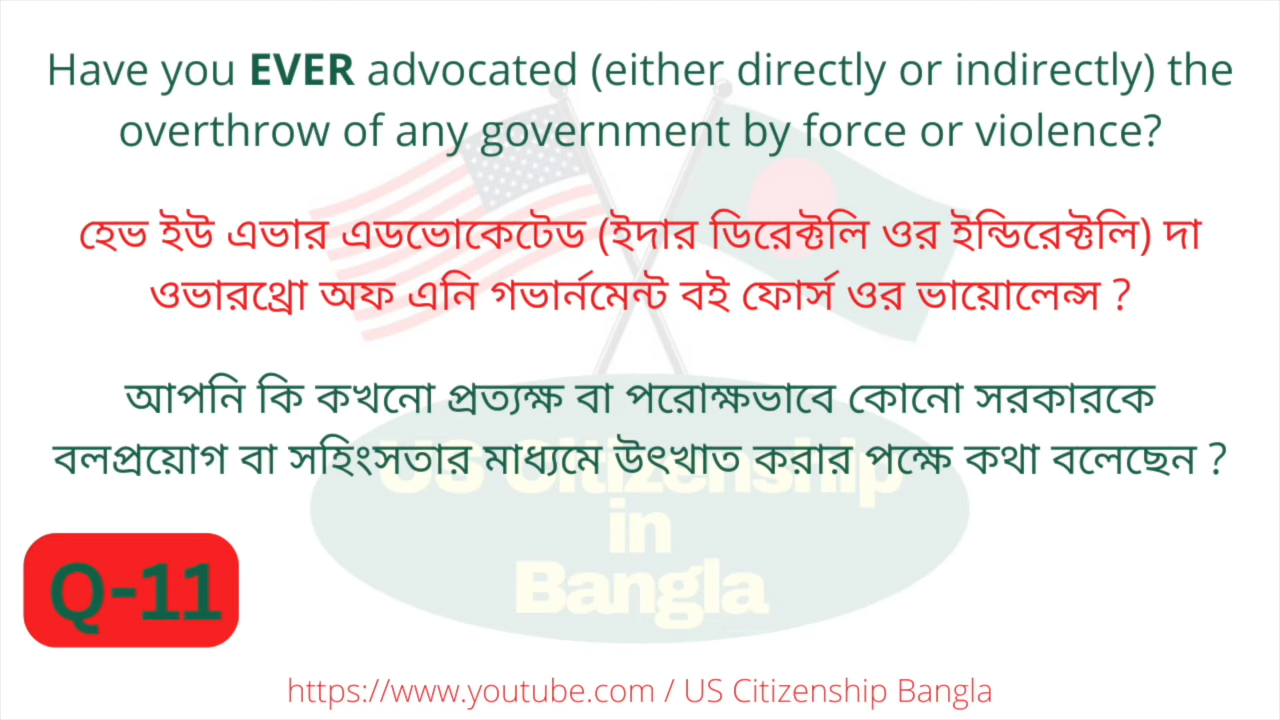 Have you EVER advocated (either directly or indirectly) the
overthrow of any government by force or violence?
হেভ ইউ এভার এডভোকেটেড (ইদার ডিরেক্টলি ওর ইন্ডিরেক্টলি) দা
ওভারথ্রো অফ এনি গভার্নমেন্ট বই ফোর্স ওর ভায়োলেন্স ?
আপনি কি কখনো প্রত্যক্ষ বা পরোক্ষভাবে কোনো সরকারকে
বলপ্রয়োগ বা সহিংসতার মাধ্যমে উৎখাত করার পক্ষে কথা বলেছেন ?
US Citizenship
in
Bangla
Q-11
https://www.youtube.com / US Citizenship Bangla